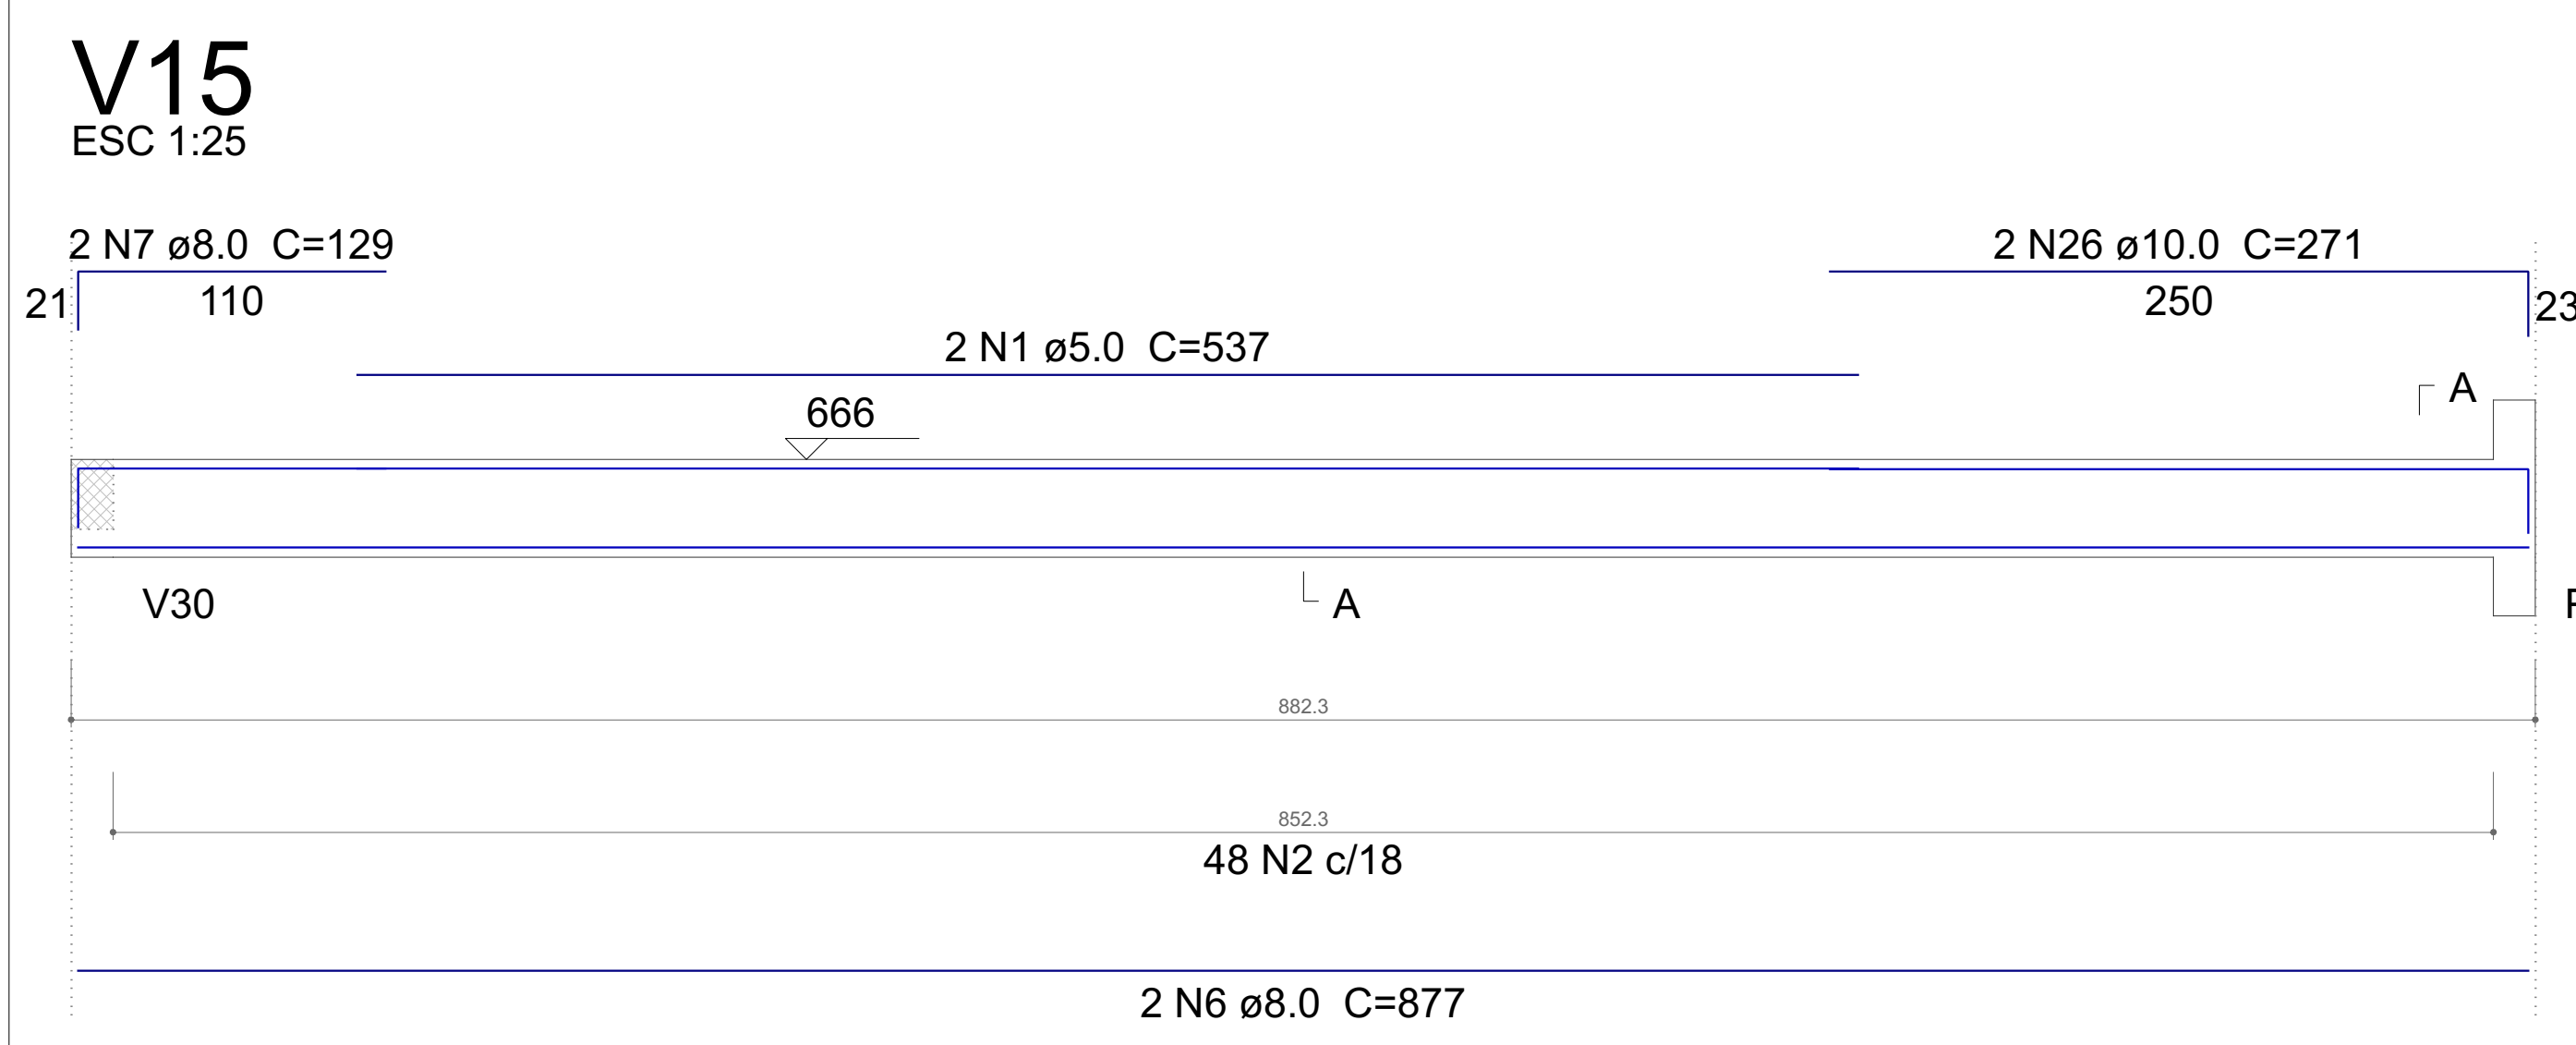 V15
ESC 1:25
2 N7 ø8.0 C=129
2 N26 ø10.0 C=271
21
110
250
23
2 N1 ø5.0 C=537
A
666
V30
A
882.3
852.3
48 N2 c/18
2 N6 ø8.0 C=877